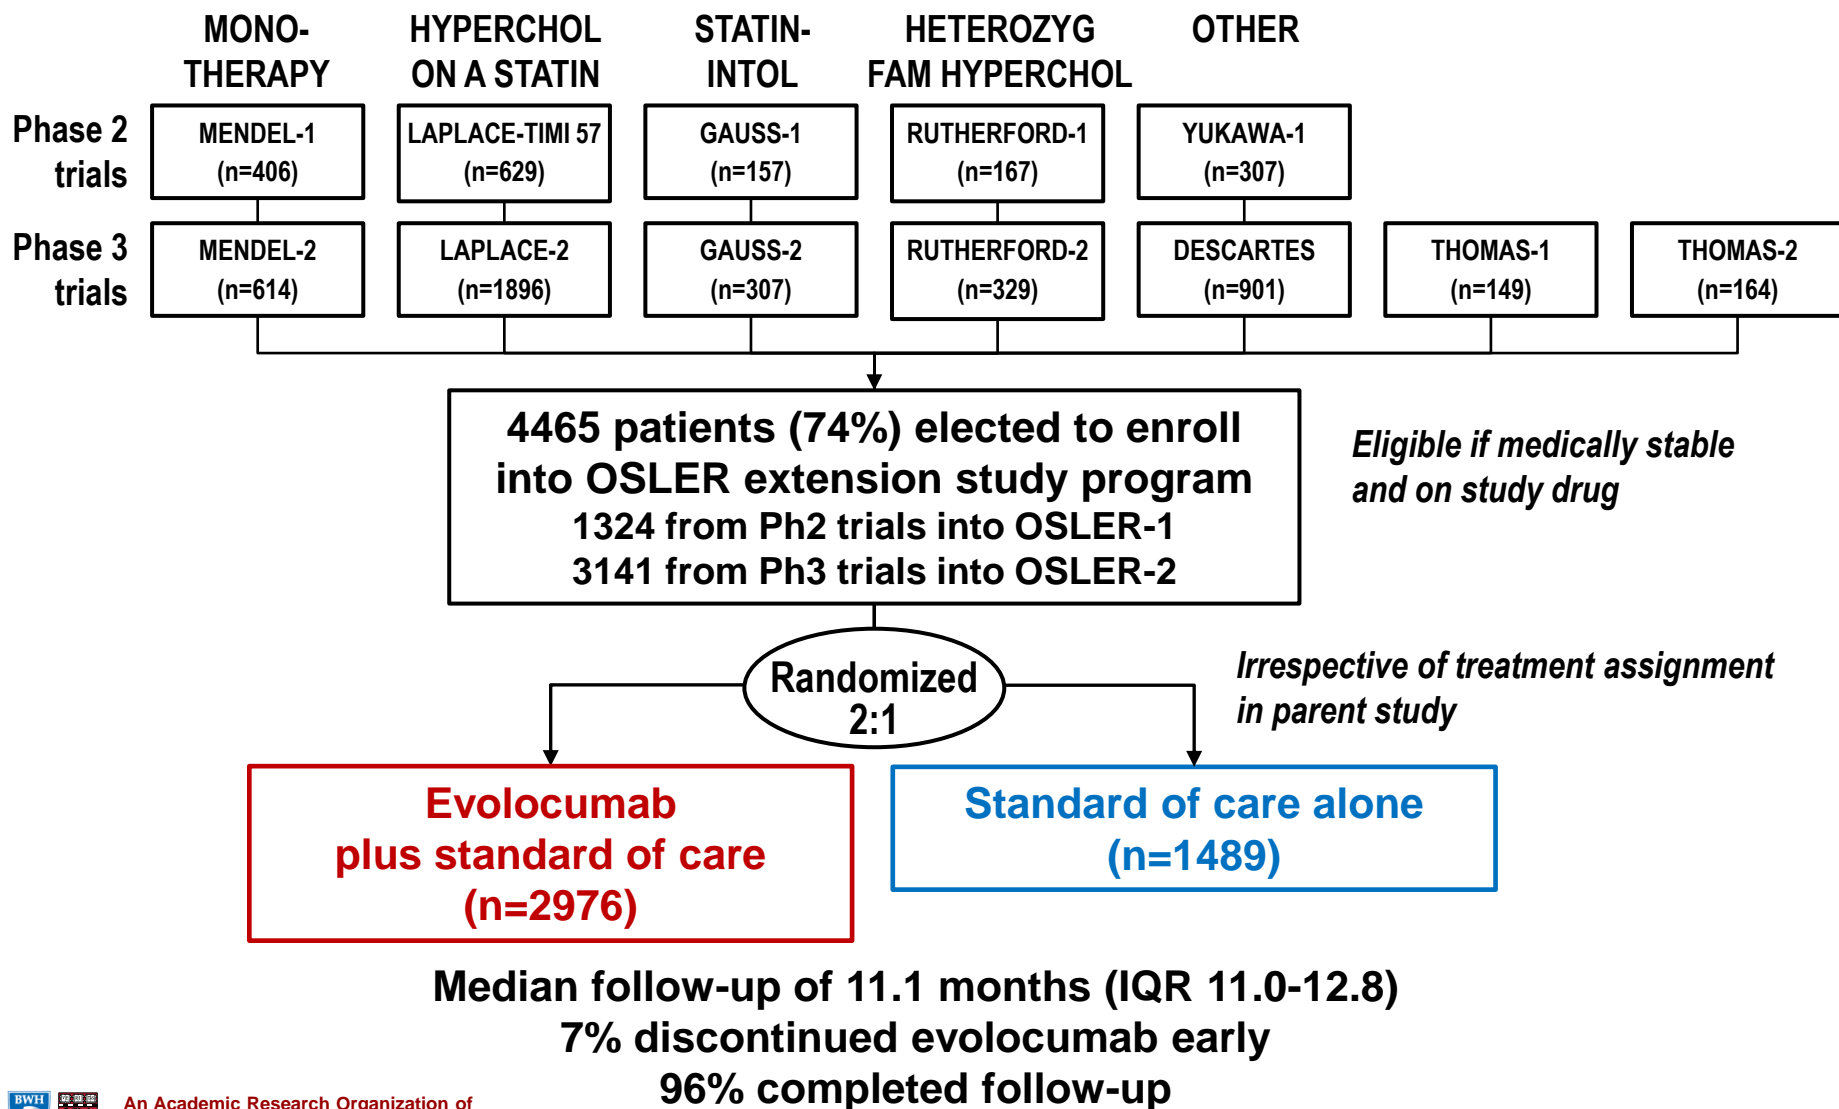 MONO-
THERAPY
HYPERCHOL
ON A STATIN
STATIN-
INTOL
HETEROZYG
FAM HYPERCHOL
OTHER
Phase 2
trials
MENDEL-1
(n=406)
LAPLACE-TIMI 57
(n=629)
GAUSS-1
(n=157)
RUTHERFORD-1
(n=167)
YUKAWA-1
(n=307)
Phase 3
trials
MENDEL-2
(n=614)
LAPLACE-2
(n=1896)
GAUSS-2
(n=307)
RUTHERFORD-2
(n=329)
DESCARTES
(n=901)
THOMAS-1
(n=149)
THOMAS-2
(n=164)
4465 patients (74%) elected to enroll
into OSLER extension study program
1324 from Ph2 trials into OSLER-1
3141 from Ph3 trials into OSLER-2
Eligible if medically stable
and on study drug
Randomized
2:1
Irrespective of treatment assignment
in parent study
Evolocumab
plus standard of care
(n=2976)
Standard of care alone
(n=1489)
Median follow-up of 11.1 months (IQR 11.0-12.8)
7% discontinued evolocumab early
96% completed follow-up
BWH
An Academic Research Organization of